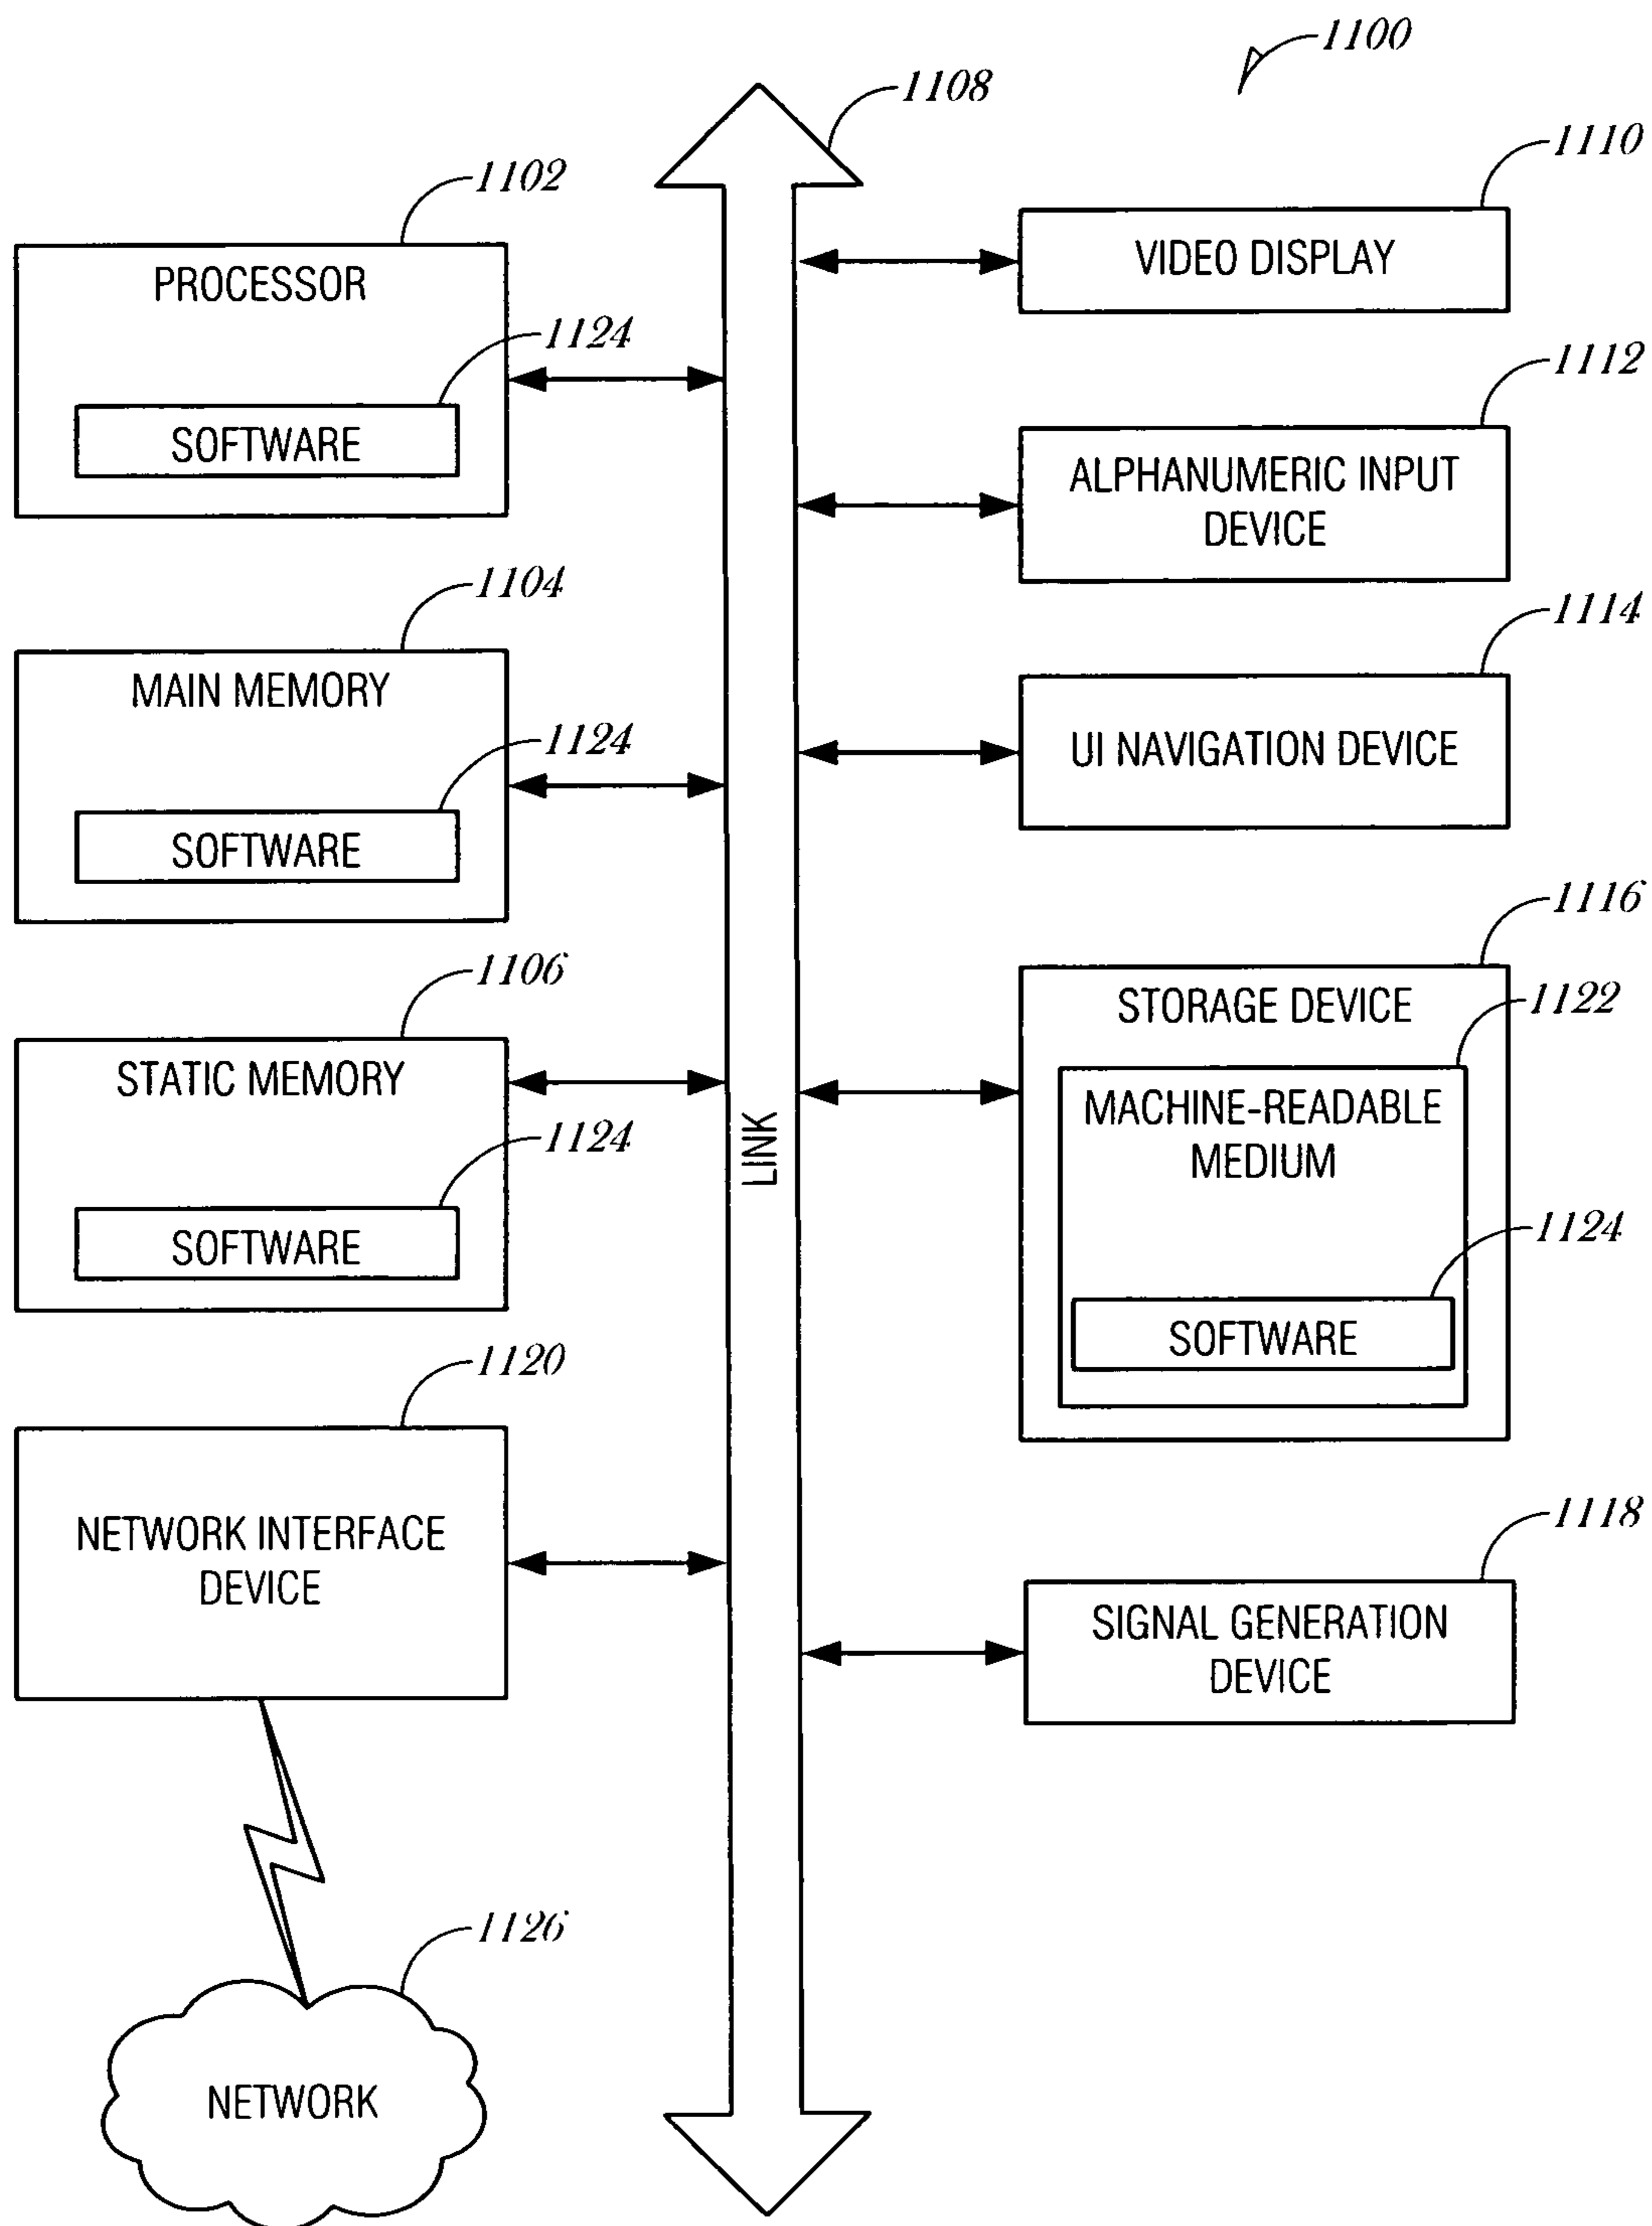 1100
1108
1102
PROCESSOR
1124
SOFTWARE
1104
MAIN MEMORY
1124
SOFTWARE
1106
STATIC MEMORY
1124
SOFTWARE
1120
NETWORK INTERFACE
DEVICE
1126
NETWORK
LINK
1110
VIDEO DISPLAY
1112
ALPHANUMERIC INPUT
DEVICE
1114
UI NAVIGATION DEVICE
1116
STORAGE DEVICE
1122
MACHINE-READABLE
MEDIUM
1124
SOFTWARE
1118
SIGNAL GENERATION
DEVICE